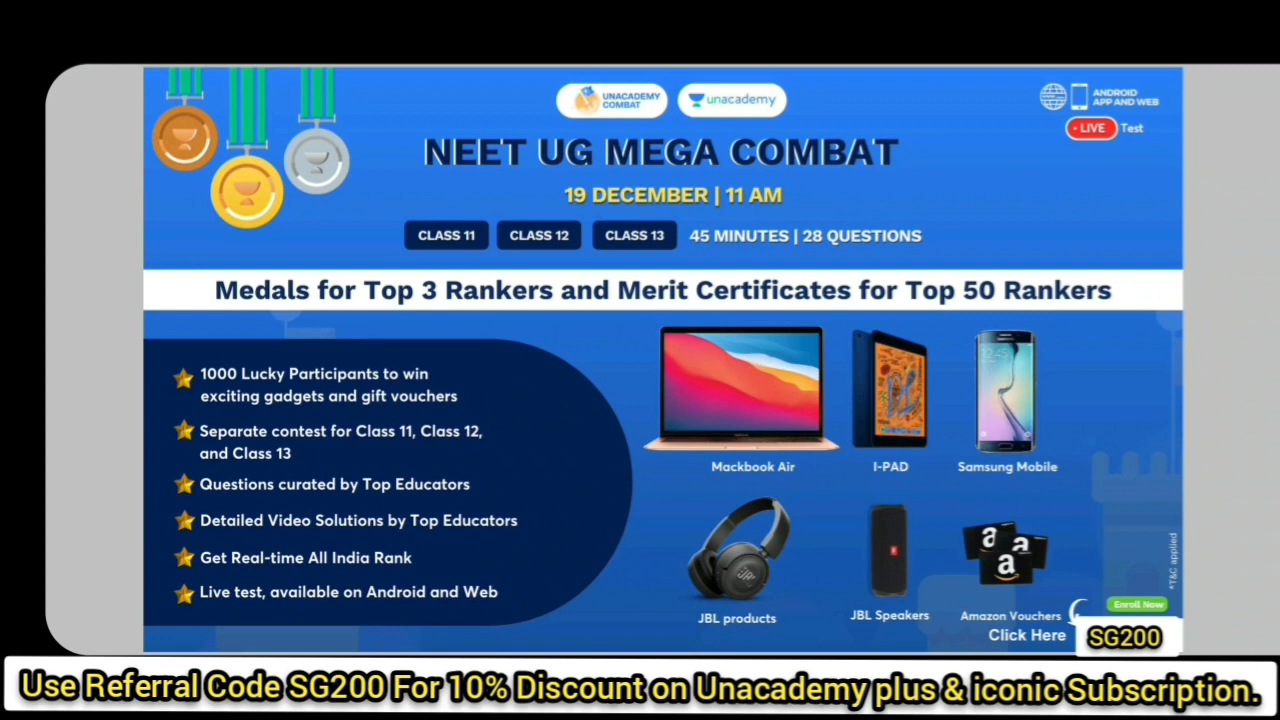 UNACADEMY
COMBAT
unacademy
ANDROID
APP AND WEB
• LIVE Test
NEET UG MEGA COMBAT
19 DECEMBER | 11 AM
CLASS 11 CLASS 12 CLASS 13 45 MINUTES | 28 QUESTIONS
Medals for Top 3 Rankers and Merit Certificates for Top 50 Rankers
1000 Lucky Participants to win
exciting gadgets and gift vouchers
Separate contest for Class 11, Class 12,
and Class 13
Questions curated by Top Educators
Detailed Video Solutions by Top Educators
Get Real-time All India Rank
Live test, available on Android and Web
Mackbook Air
I-PAD
Samsung Mobile
12:45
JBL
JBL products
JBL Speakers
a
a
a
Amazon Vouchers
*T&C applied
Enroll Now
Click Here
SG200
Use Referral Code SG200 For 10% Discount on Unacademy plus & iconic Subscription.